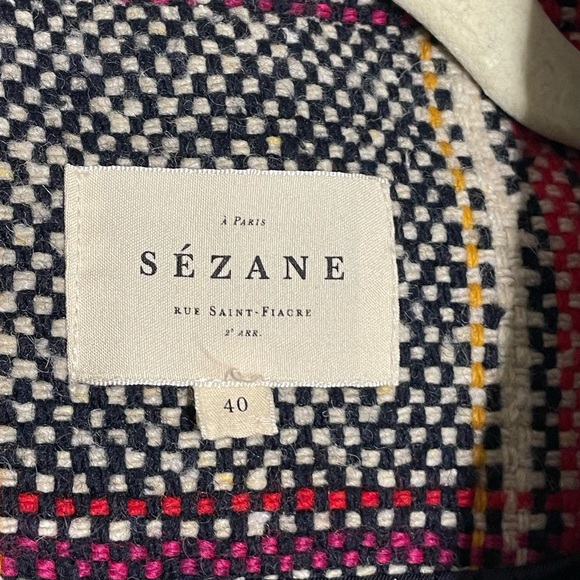 À PARIS
SÉZANE
RUE SAINT-FIACRE
2E ARR.
40